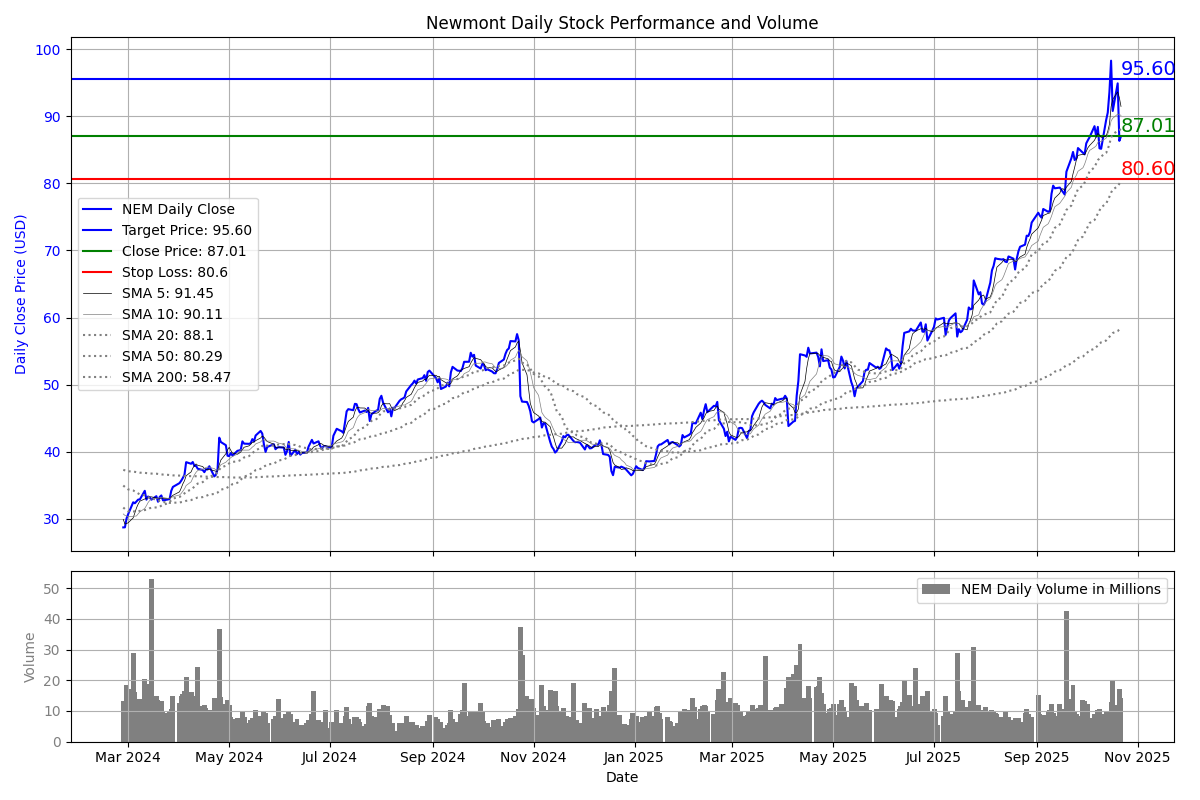 Newmont Daily Stock Performance and Volume
Daily Close Price (USD)
100
90
80
70
60
50
40
30
95.60
87.01
80.60
NEM Daily Close
Target Price: 95.60
Close Price: 87.01
Stop Loss: 80.6
SMA 5: 91.45
SMA 10: 90.11
SMA 20: 88.1
SMA 50: 80.29
SMA 200: 58.47
Volume
50
40
30
20
10
0
NEM Daily Volume in Millions
Mar 2024 May 2024 Jul 2024 Sep 2024 Nov 2024 Jan 2025 Mar 2025 May 2025 Jul 2025 Sep 2025 Nov 2025
Date